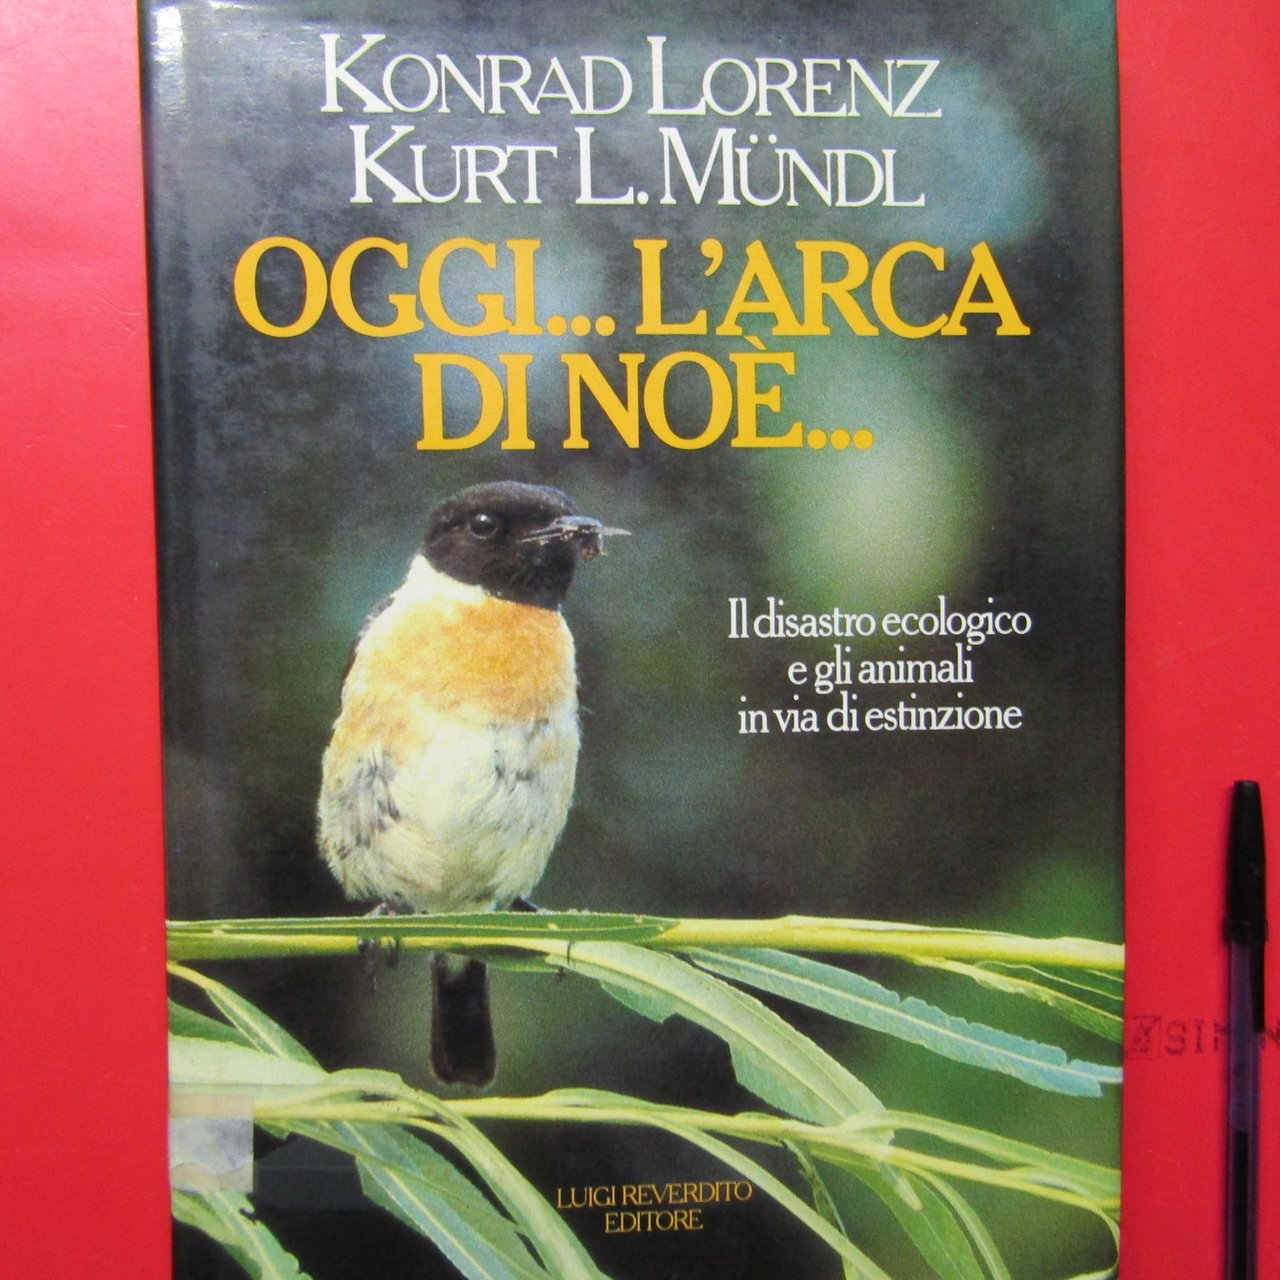 KONRAD LORENZ
KURT L. MÜNDL
OGGI... L'ARCA
DI NOÈ...
Il disastro ecologico
e gli animali
in via di estinzione
LUIGI REVERDITO
EDITORE